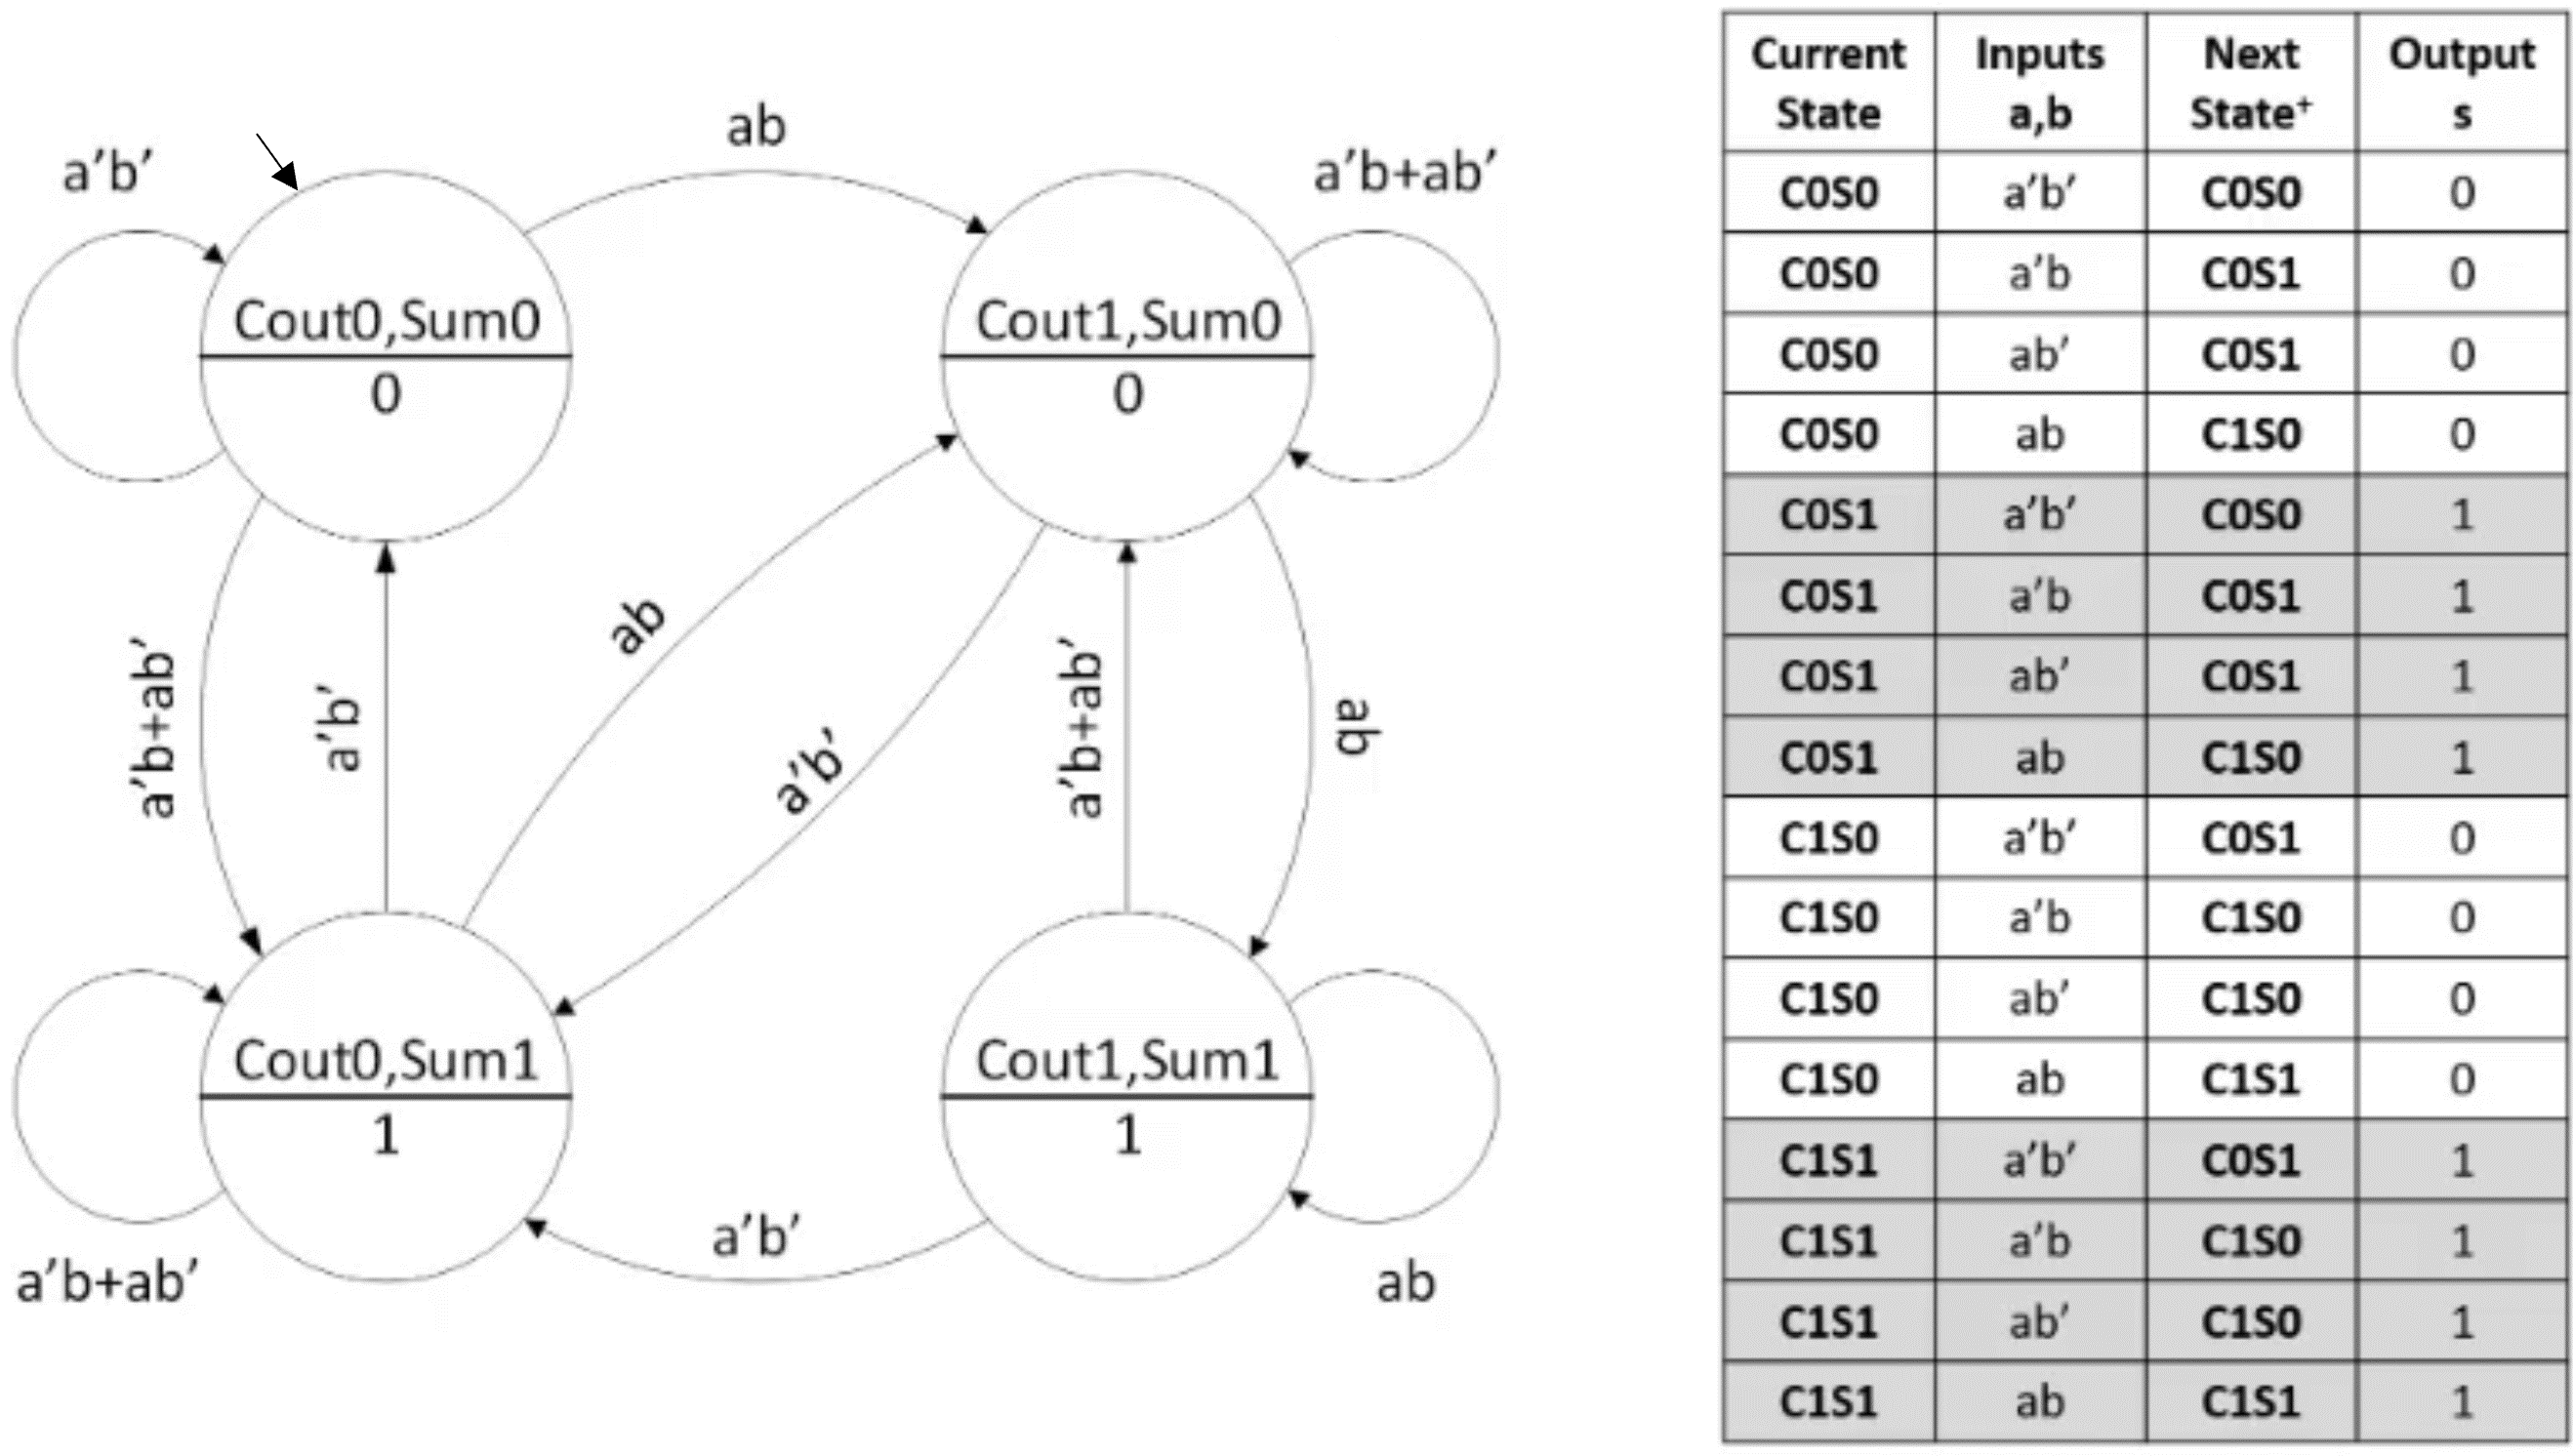 a'b'
ab
a'b+ab'
Cout0,Sum0
0
Cout1,Sum0
0
a'b+ab'
a'b'
ab
a'b'
a'b+ab'
ab
Cout0,Sum1
1
Cout1,Sum1
1
a'b+ab'
a'b'
ab
Current State Inputs a,b Next State⁺ Output s
C0S0 a'b' C0S0 0
C0S0 a'b C0S1 0
C0S0 ab' C0S1 0
C0S0 ab C1S0 0
C0S1 a'b' C0S0 1
C0S1 a'b C0S1 1
C0S1 ab' C0S1 1
C0S1 ab C1S0 1
C1S0 a'b' C0S1 0
C1S0 a'b C1S0 0
C1S0 ab' C1S0 0
C1S0 ab C1S1 0
C1S1 a'b' C0S1 1
C1S1 a'b C1S0 1
C1S1 ab' C1S0 1
C1S1 ab C1S1 1